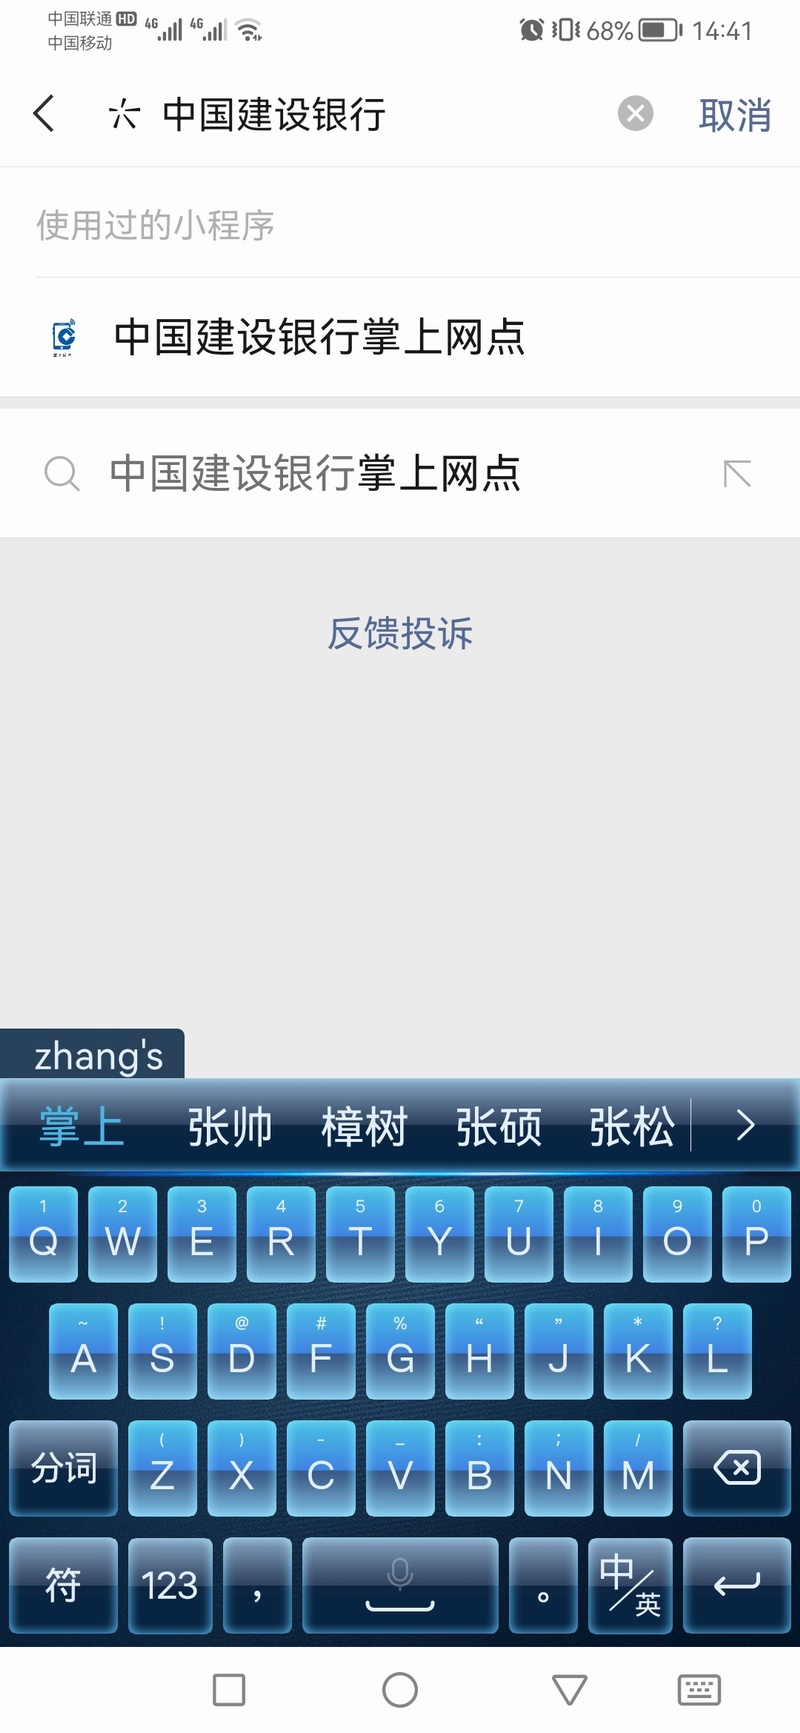 中国联通 HD 4G 4G 68% 14:41
中国移动
中国建设银行 取消
使用过的小程序
中国建设银行掌上网点
中国建设银行掌上网点
反馈投诉
zhang's
掌上 张帅 樟树 张硕 张松
1 2 3 4 5 6 7 8 9 0
Q W E R T Y U I O P
~ ! @ # % “ ” * ?
A S D F G H J K L
( ) - _ : ; /
分词 Z X C V B N M
符 123 , 。 中/英